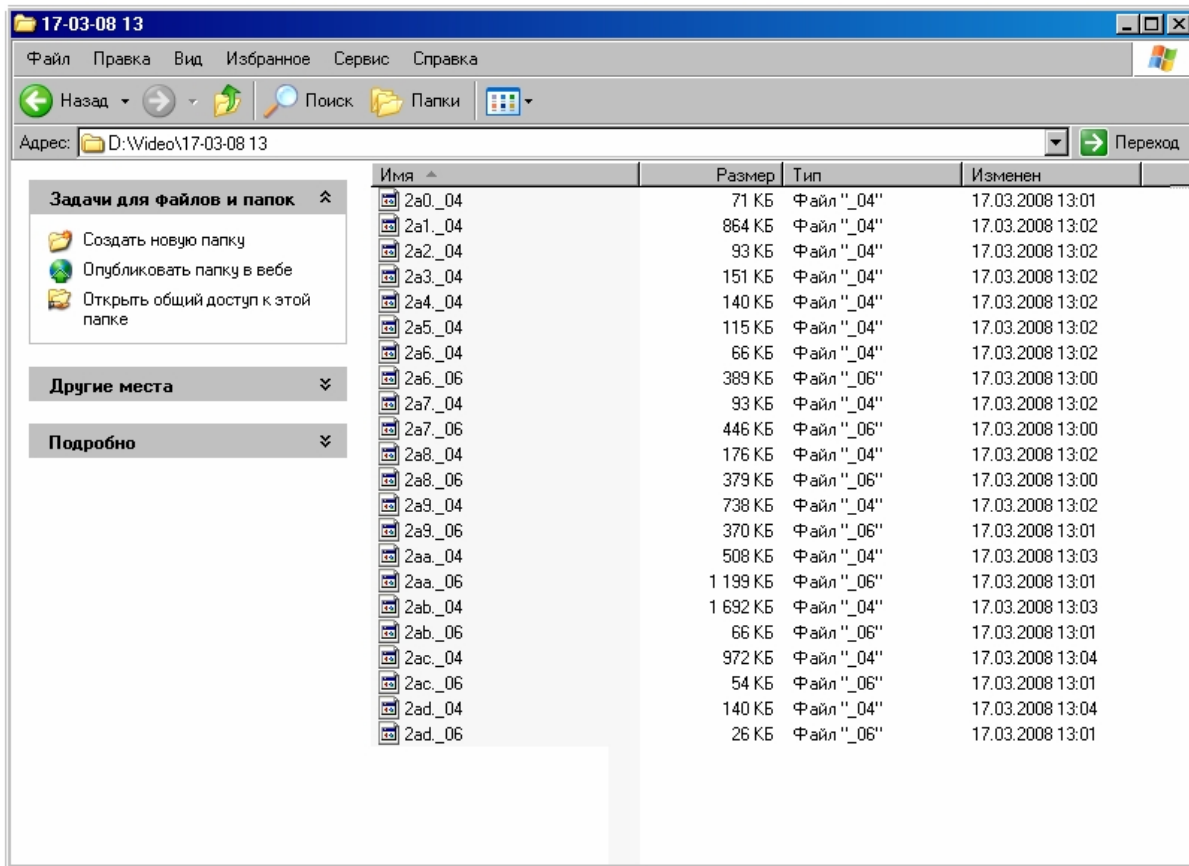 17-03-08 13
Файл Правка Вид Избранное Сервис Справка
Назад Поиск Папки
Адрес: D:\Video\17-03-08 13 Переход
Задачи для файлов и папок
Создать новую папку
Опубликовать папку в вебе
Открыть общий доступ к этой
папке
Другие места
Подробно
Имя Размер Тип Изменен
2a0._04 71 КБ Файл "_04" 17.03.2008 13:01
2a1._04 864 КБ Файл "_04" 17.03.2008 13:02
2a2._04 93 КБ Файл "_04" 17.03.2008 13:02
2a3._04 151 КБ Файл "_04" 17.03.2008 13:02
2a4._04 140 КБ Файл "_04" 17.03.2008 13:02
2a5._04 115 КБ Файл "_04" 17.03.2008 13:02
2a6._04 66 КБ Файл "_04" 17.03.2008 13:02
2a6._06 389 КБ Файл "_06" 17.03.2008 13:00
2a7._04 93 КБ Файл "_04" 17.03.2008 13:02
2a7._06 446 КБ Файл "_06" 17.03.2008 13:00
2a8._04 176 КБ Файл "_04" 17.03.2008 13:02
2a8._06 379 КБ Файл "_06" 17.03.2008 13:00
2a9._04 738 КБ Файл "_04" 17.03.2008 13:02
2a9._06 370 КБ Файл "_06" 17.03.2008 13:01
2aa._04 508 КБ Файл "_04" 17.03.2008 13:03
2aa._06 1 199 КБ Файл "_06" 17.03.2008 13:01
2ab._04 1 692 КБ Файл "_04" 17.03.2008 13:03
2ab._06 66 КБ Файл "_06" 17.03.2008 13:01
2ac._04 972 КБ Файл "_04" 17.03.2008 13:04
2ac._06 54 КБ Файл "_06" 17.03.2008 13:01
2ad._04 140 КБ Файл "_04" 17.03.2008 13:04
2ad._06 26 КБ Файл "_06" 17.03.2008 13:01